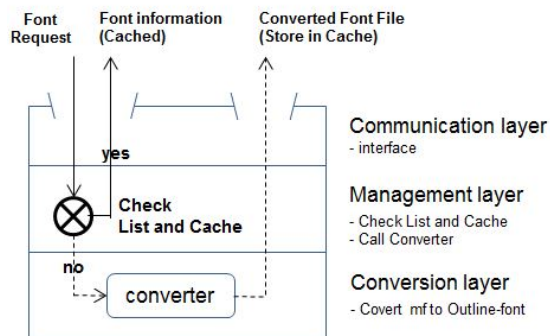 Font
Request
Font information
(Cached)
Converted Font File
(Store in Cache)
yes
Check
List and Cache
no
converter
Communication layer
- interface
Management layer
- Check List and Cache
- Call Converter
Conversion layer
- Covert mf to Outline-font